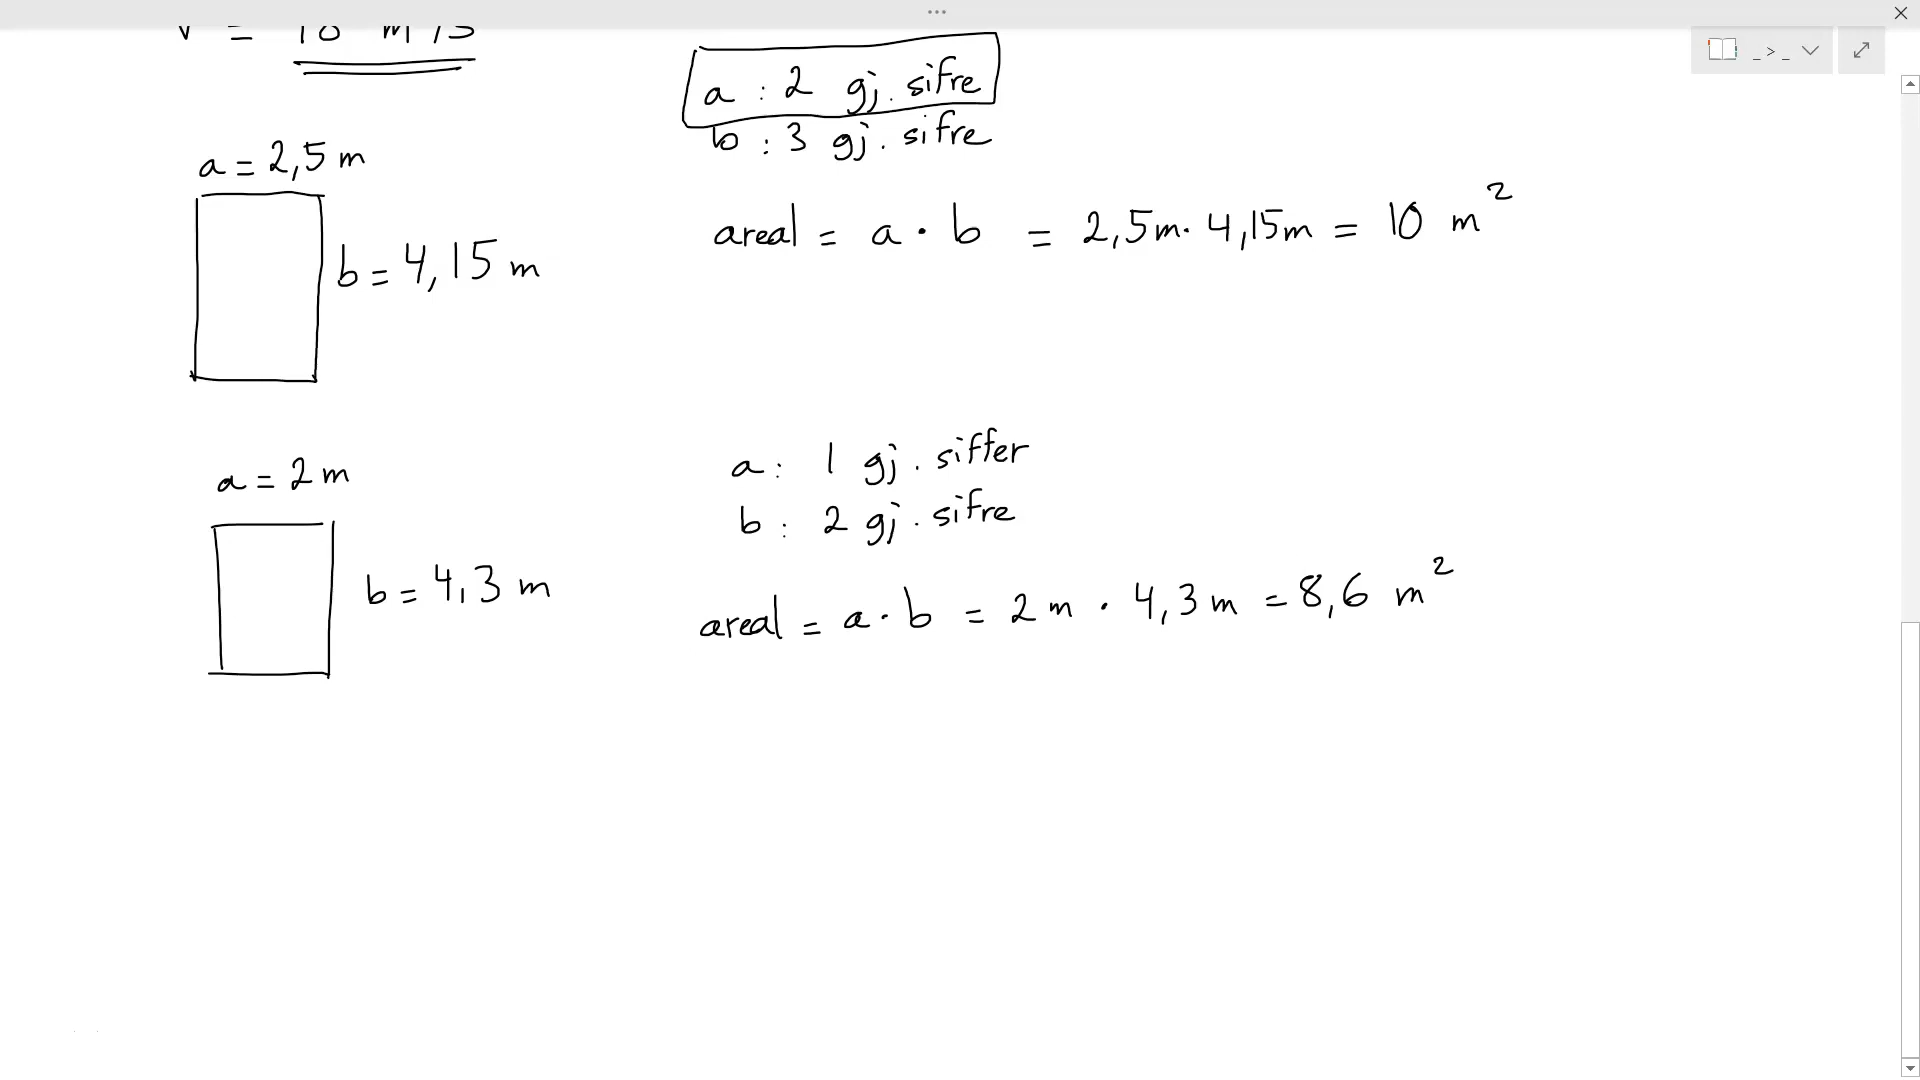 a : 2 gj. sifre
b : 3 gj. sifre
a = 2,5 m
b = 4,15 m
areal = a · b = 2,5m · 4,15m = 10 m²
a : 1 gj. siffer
b : 2 gj. sifre
a = 2 m
b = 4,3 m
areal = a · b = 2 m · 4,3 m = 8,6 m²